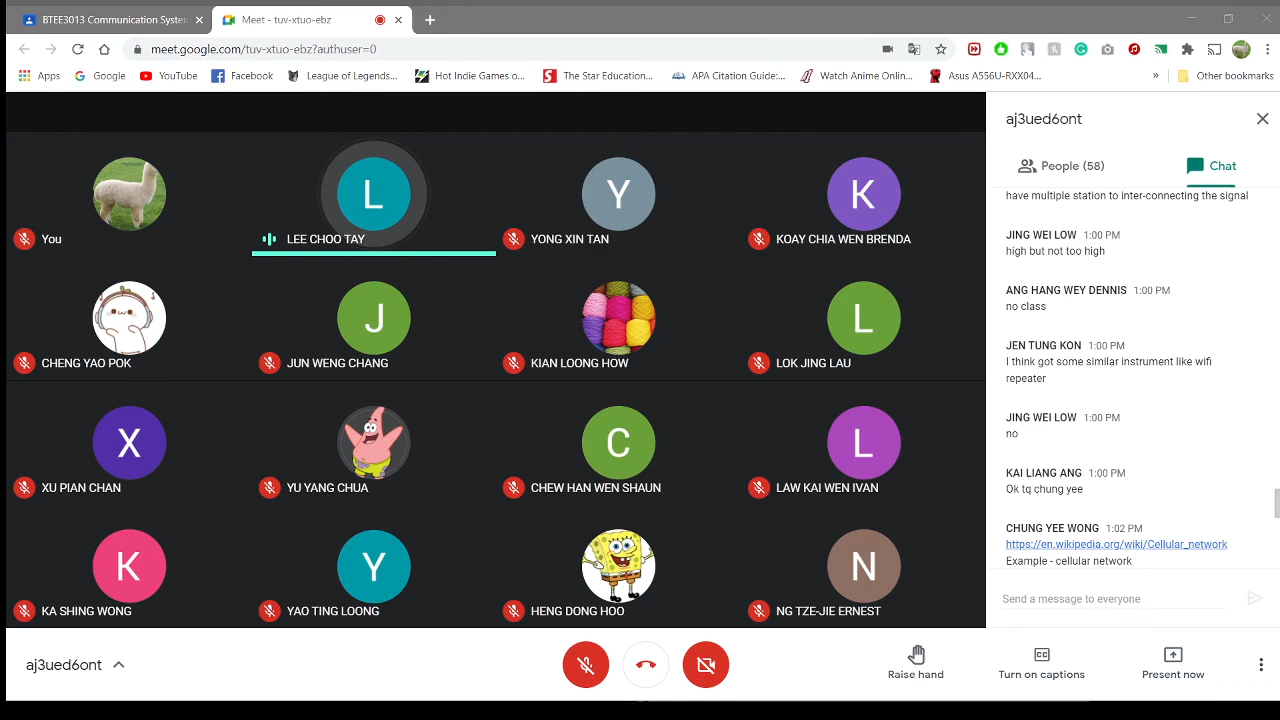 BTEE3013 Communication System
Meet - tuv-xtuo-ebz
meet.google.com/tuv-xtuo-ebz?authuser=0
Apps
Google
YouTube
Facebook
League of Legends...
Hot Indie Games o...
The Star Education...
APA Citation Guide:...
Watch Anime Onlin...
Asus A556U-RXX04...
»
Other bookmarks
L
Y
K
You
LEE CHOO TAY
YONG XIN TAN
KOAY CHIA WEN BRENDA
J
L
CHENG YAO POK
JUN WENG CHANG
KIAN LOONG HOW
LOK JING LAU
X
C
L
XU PIAN CHAN
YU YANG CHUA
CHEW HAN WEN SHAUN
LAW KAI WEN IVAN
K
Y
N
KA SHING WONG
YAO TING LOONG
HENG DONG HOO
NG TZE-JIE ERNEST
aj3ued6ont
People (58)
Chat
have multiple station to inter-connecting the signal
JING WEI LOW 1:00 PM
high but not too high
ANG HANG WEY DENNIS 1:00 PM
no class
JEN TUNG KON 1:00 PM
I think got some similar instrument like wifi
repeater
JING WEI LOW 1:00 PM
no
KAI LIANG ANG 1:00 PM
Ok tq chung yee
CHUNG YEE WONG 1:02 PM
https://en.wikipedia.org/wiki/Cellular_network
Example - cellular network
Send a message to everyone
aj3ued6ont
Raise hand
Turn on captions
Present now